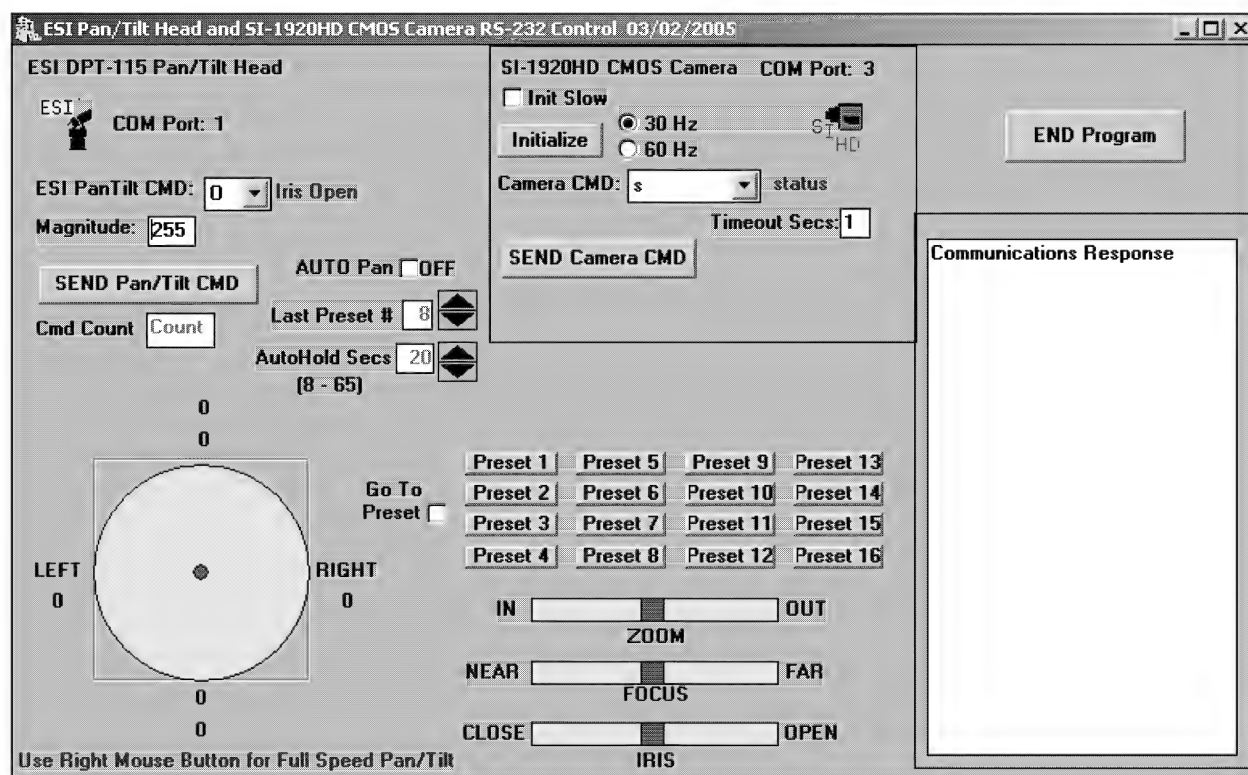 ESI Pan/Tilt Head and SI-1920HD CMOS Camera RS-232 Control 03/02/2005
ESI DPT-115 Pan/Tilt Head
ESI
COM Port: 1
ESI PanTilt CMD: O Iris Open
Magnitude: 255
SEND Pan/Tilt CMD
AUTO Pan OFF
Cmd Count Count
Last Preset # 8
AutoHold Secs 20
(8 - 65)
SI-1920HD CMOS Camera COM Port: 3
Init Slow
Initialize
30 Hz
60 Hz
SI HD
Camera CMD: s status
Timeout Secs: 1
SEND Camera CMD
END Program
Communications Response
0
0
LEFT
0
RIGHT
0
0
0
Use Right Mouse Button for Full Speed Pan/Tilt
Go To
Preset
Preset 1 Preset 5 Preset 9 Preset 13
Preset 2 Preset 6 Preset 10 Preset 14
Preset 3 Preset 7 Preset 11 Preset 15
Preset 4 Preset 8 Preset 12 Preset 16
IN OUT
ZOOM
NEAR FAR
FOCUS
CLOSE OPEN
IRIS